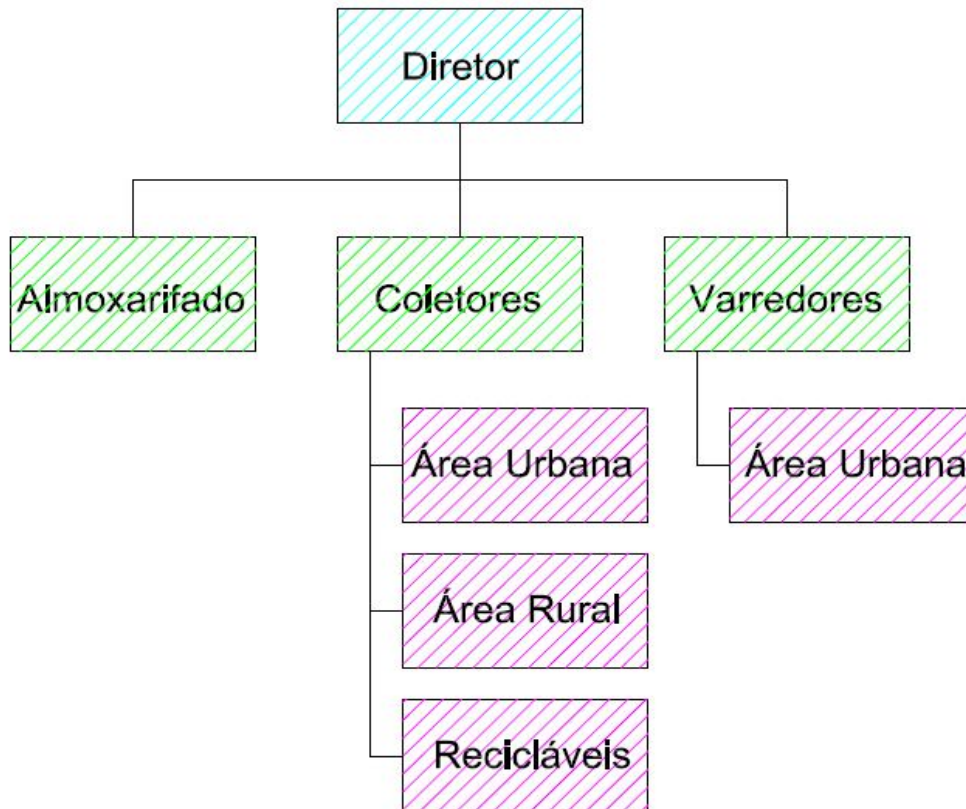 Diretor
Almoxarifado
Coletores
Varredores
Área Urbana
Área Urbana
Área Rural
Recicláveis